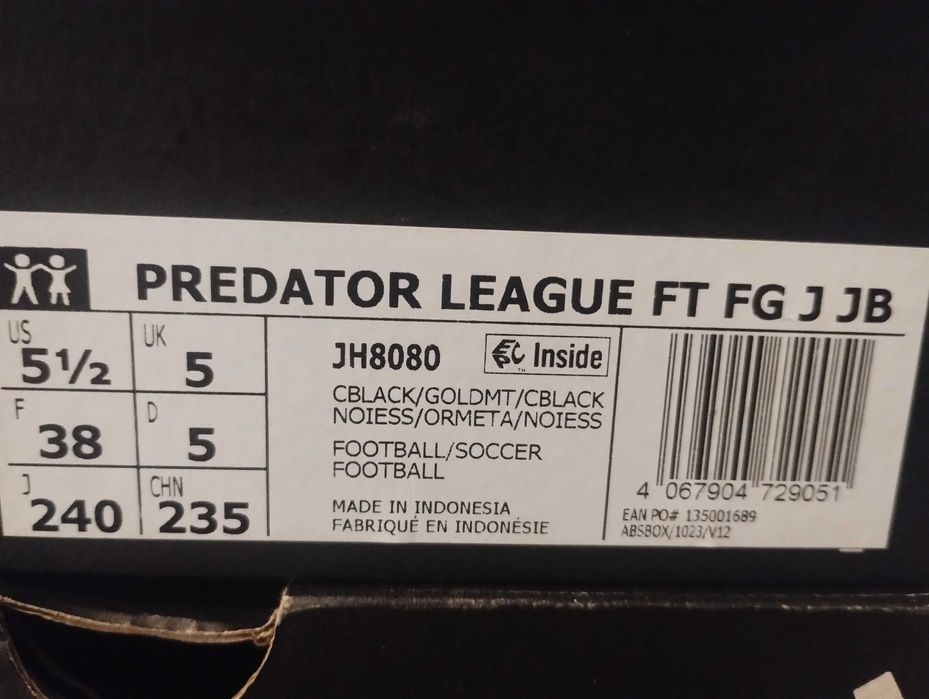 PREDATOR LEAGUE FT FG J JB
US
5½
UK
5
F
38
D
5
J
240
CHN
235
JH8080
EPC Inside
™
CBLACK/GOLDMT/CBLACK
NOIESS/ORMETA/NOIESS
FOOTBALL/SOCCER
FOOTBALL
MADE IN INDONESIA
FABRIQUÉ EN INDONÉSIE
4 067904 729051
EAN PO# 135001689
ABSBOX/1023/V12